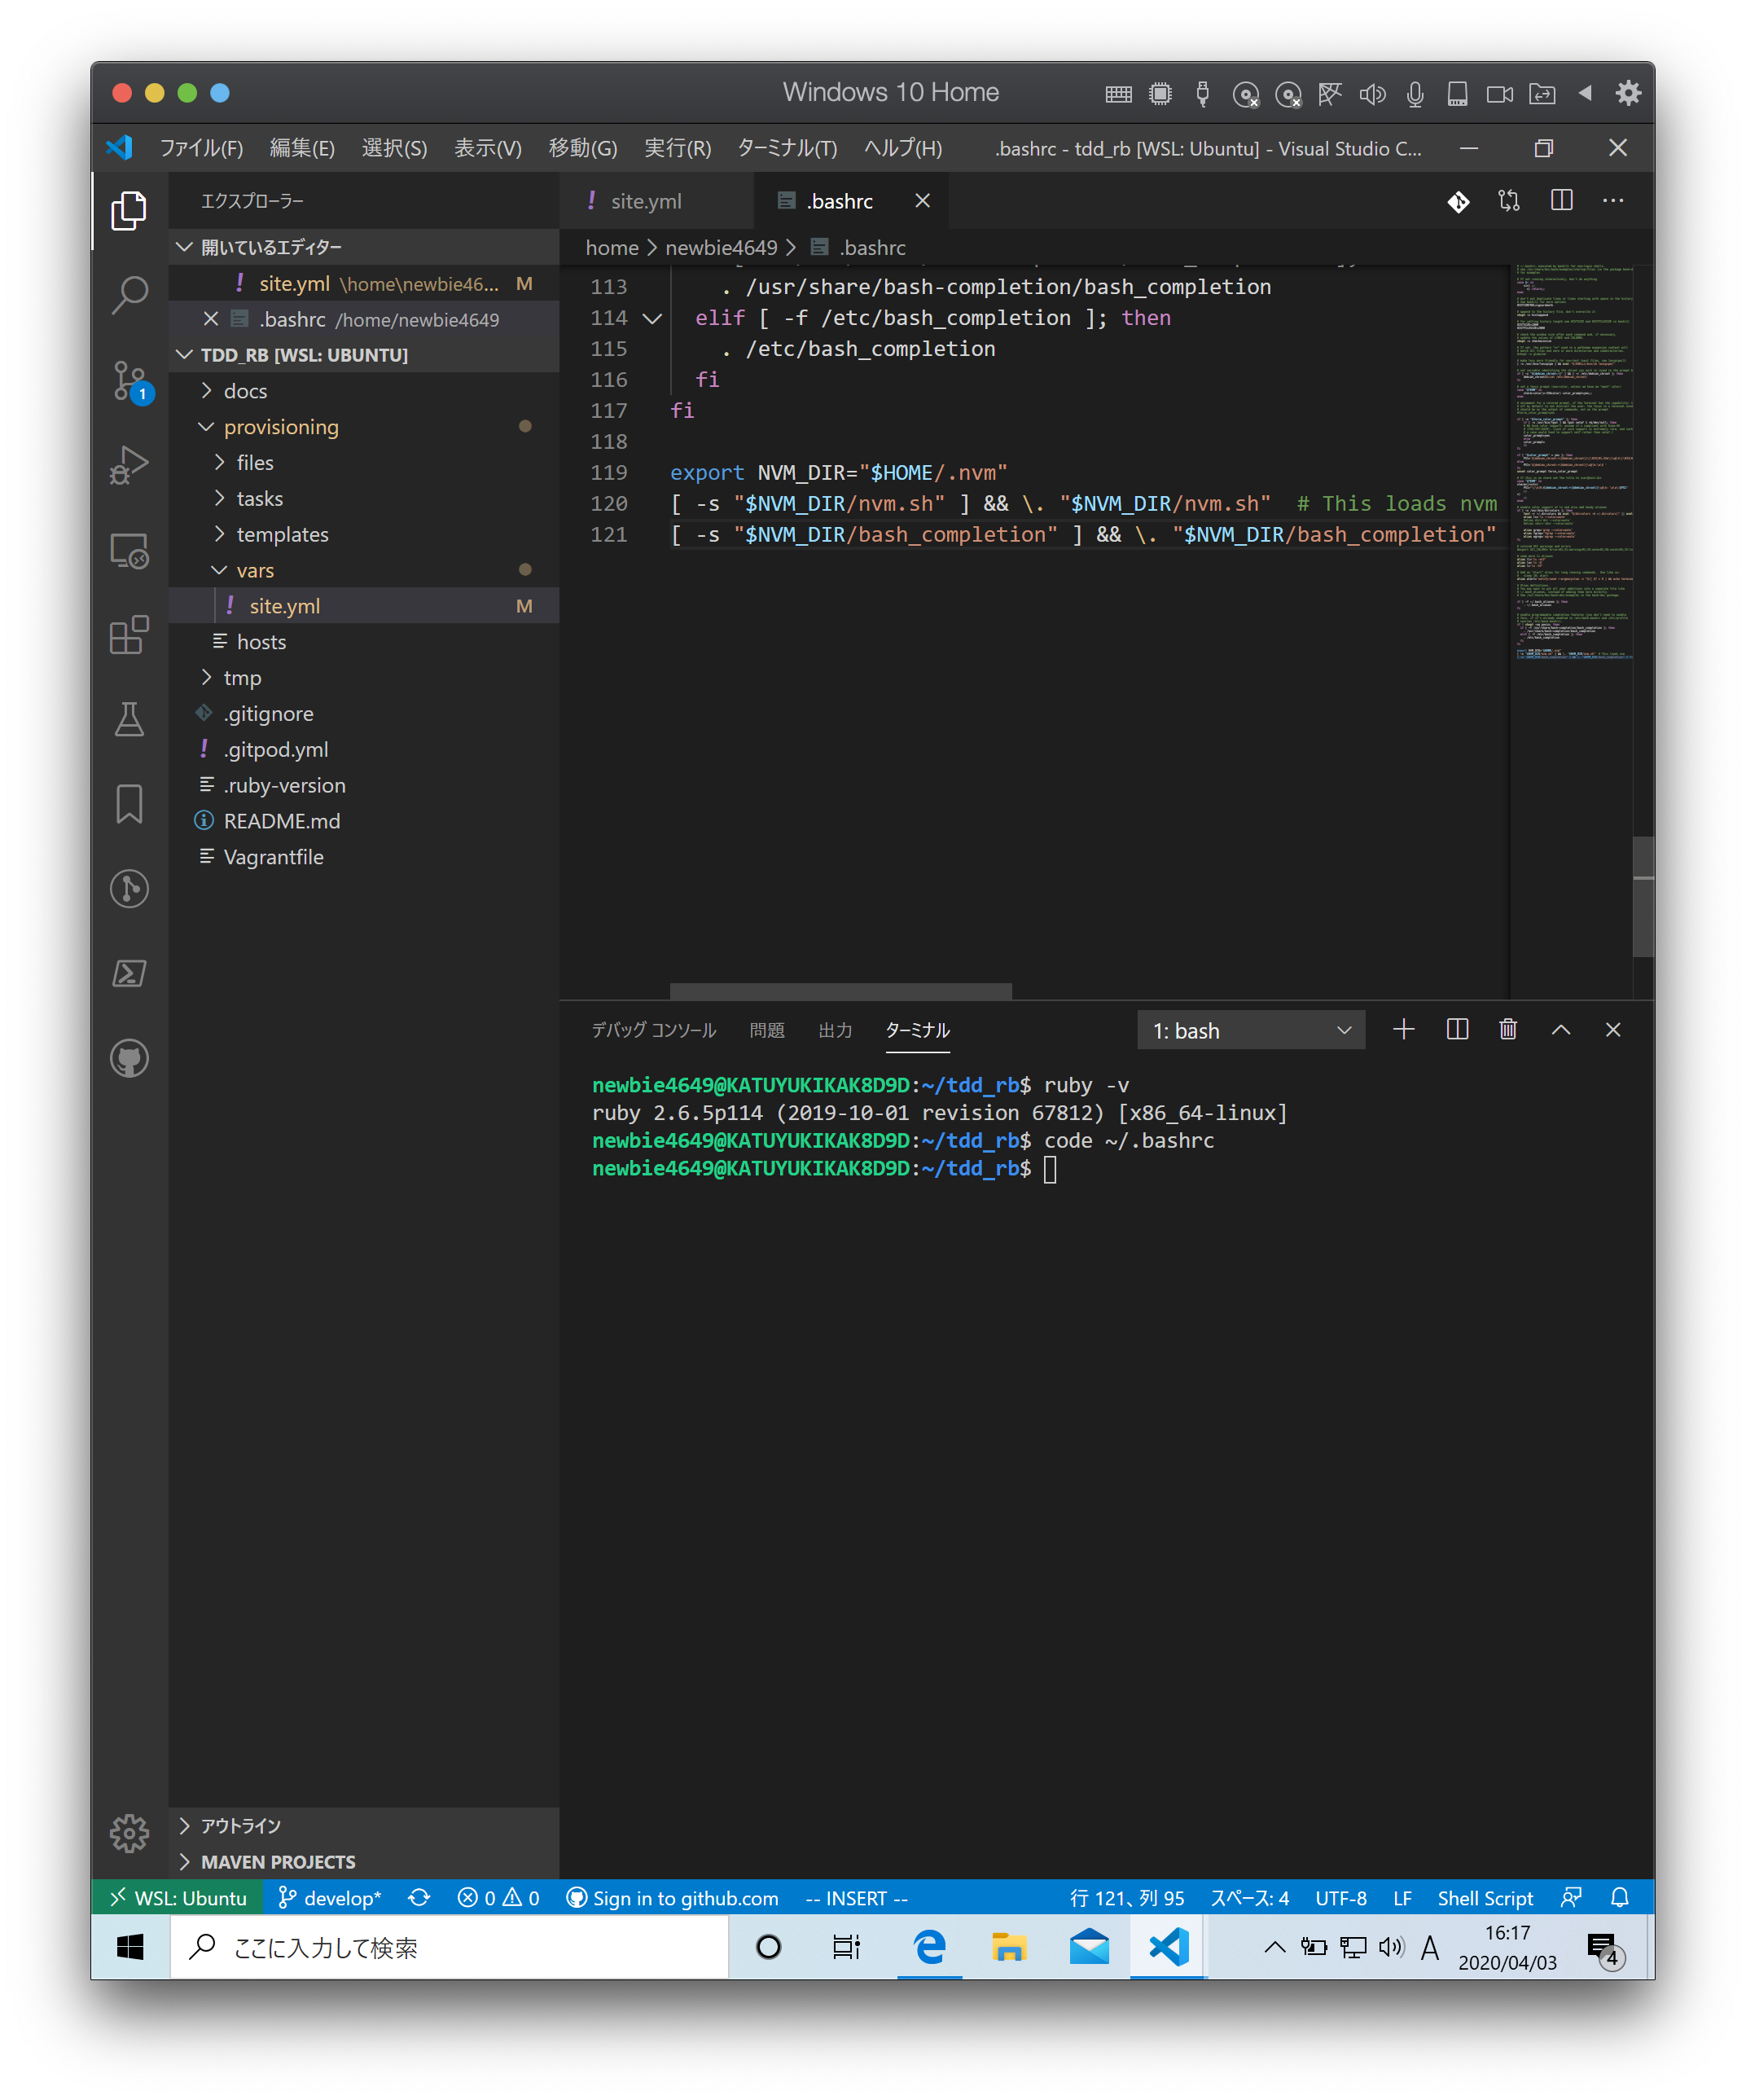 Windows 10 Home
ファイル(F) 編集(E) 選択(S) 表示(V) 移動(G) 実行(R) ターミナル(T) ヘルプ(H) .bashrc - tdd_rb [WSL: Ubuntu] - Visual Studio C...
エクスプローラー
! site.yml .bashrc
開いているエディター
home > newbie4649 > .bashrc
! site.yml \home\newbie46... M
.bashrc /home/newbie4649
113 . /usr/share/bash-completion/bash_completion
114 elif [ -f /etc/bash_completion ]; then
115 . /etc/bash_completion
116 fi
117 fi
118
119 export NVM_DIR="$HOME/.nvm"
120 [ -s "$NVM_DIR/nvm.sh" ] && \. "$NVM_DIR/nvm.sh"  # This loads nvm
121 [ -s "$NVM_DIR/bash_completion" ] && \. "$NVM_DIR/bash_completion"
TDD_RB [WSL: UBUNTU]
docs
provisioning
files
tasks
templates
vars
! site.yml M
hosts
tmp
.gitignore
! .gitpod.yml
.ruby-version
README.md
Vagrantfile
1
デバッグ コンソール 問題 出力 ターミナル 1: bash
newbie4649@KATUYUKIKAK8D9D:~/tdd_rb$ ruby -v
ruby 2.6.5p114 (2019-10-01 revision 67812) [x86_64-linux]
newbie4649@KATUYUKIKAK8D9D:~/tdd_rb$ code ~/.bashrc
newbie4649@KATUYUKIKAK8D9D:~/tdd_rb$
アウトライン
MAVEN PROJECTS
WSL: Ubuntu develop* 0 0 Sign in to github.com -- INSERT -- 行 121、列 95 スペース: 4 UTF-8 LF Shell Script
ここに入力して検索
A 16:17
2020/04/03
4